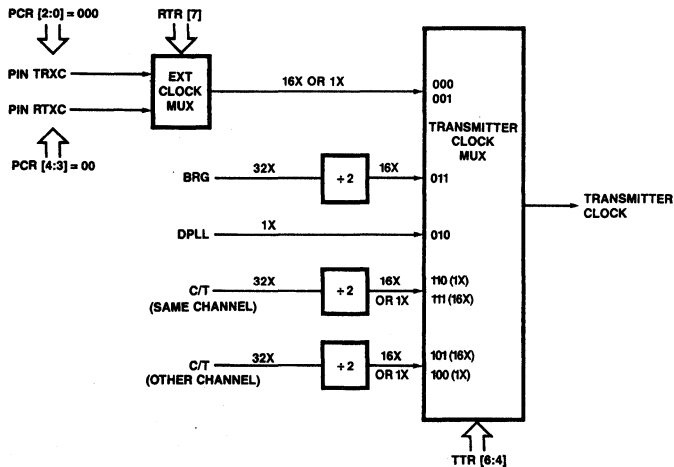 PCR [2:0] = 000
RTR [7]
PIN TRXC
PIN RTXC
PCR [4:3] = 00
EXT
CLOCK
MUX
16X OR 1X
000
001
TRANSMITTER
CLOCK
MUX
BRG
32X
÷2
16X
011
DPLL
1X
010
C/T
(SAME CHANNEL)
32X
÷2
16X
OR 1X
110 (1X)
111 (16X)
C/T
(OTHER CHANNEL)
32X
÷2
16X
OR 1X
101 (16X)
100 (1X)
TRANSMITTER
CLOCK
TTR [6:4]